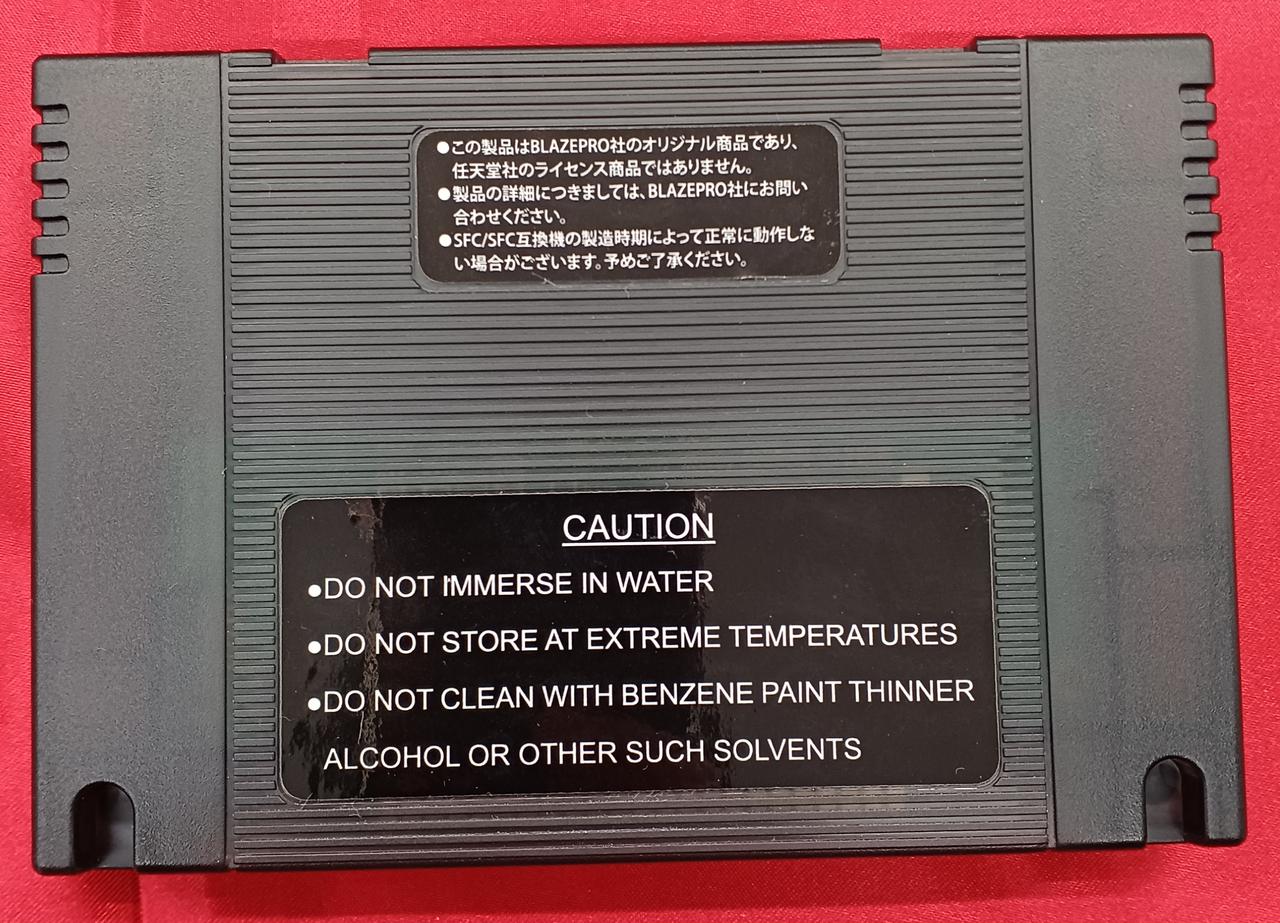 ●この製品はBLAZEPRO社のオリジナル商品であり、
任天堂社のライセンス商品ではありません。
●製品の詳細につきましては、BLAZEPRO社にお問い
合わせください。
●SFC/SFC互換機の製造時期によって正常に動作しな
い場合がございます。予めご了承ください。
CAUTION
●DO NOT IMMERSE IN WATER
●DO NOT STORE AT EXTREME TEMPERATURES
●DO NOT CLEAN WITH BENZENE PAINT THINNER
ALCOHOL OR OTHER SUCH SOLVENTS